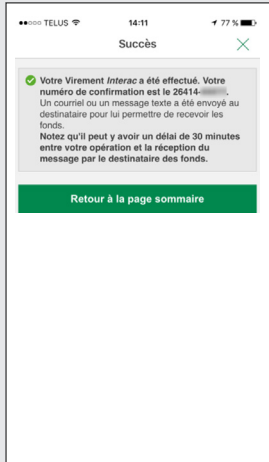 ●●○○○ TELUS 14:11 77 %
Succès
Votre Virement Interac a été effectué. Votre
numéro de confirmation est le 26414-
Un courriel ou un message texte a été envoyé au
destinataire pour lui permettre de recevoir les
fonds.
Notez qu'il peut y avoir un délai de 30 minutes
entre votre opération et la réception du
message par le destinataire des fonds.
Retour à la page sommaire